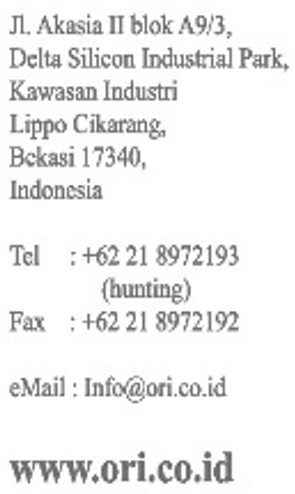 Jl. Akasia II blok A9/3,
Delta Silicon Industrial Park,
Kawasan Industri
Lippo Cikarang,
Bekasi 17340,
Indonesia
Tel : +62 21 8972193
(hunting)
Fax : +62 21 8972192
eMail : Info@ori.co.id
www.ori.co.id